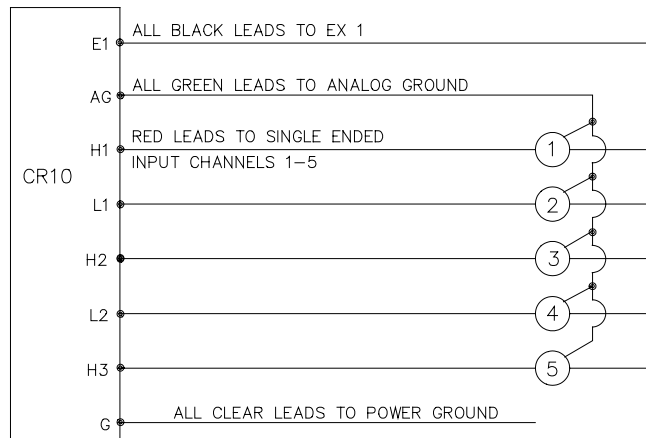 E1 ALL BLACK LEADS TO EX 1
AG ALL GREEN LEADS TO ANALOG GROUND
H1 RED LEADS TO SINGLE ENDED
INPUT CHANNELS 1-5
1
CR10
L1 2
H2 3
L2 4
H3 5
G ALL CLEAR LEADS TO POWER GROUND